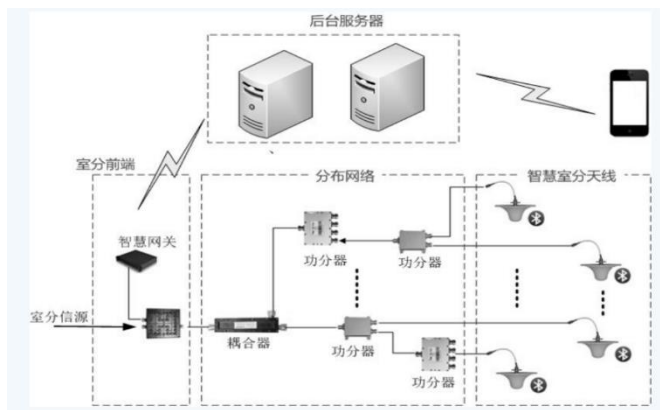 后台服务器
室分前端
分布网络
智慧室分天线
智慧网关
功分器
功分器
室分信源
耦合器
功分器
功分器